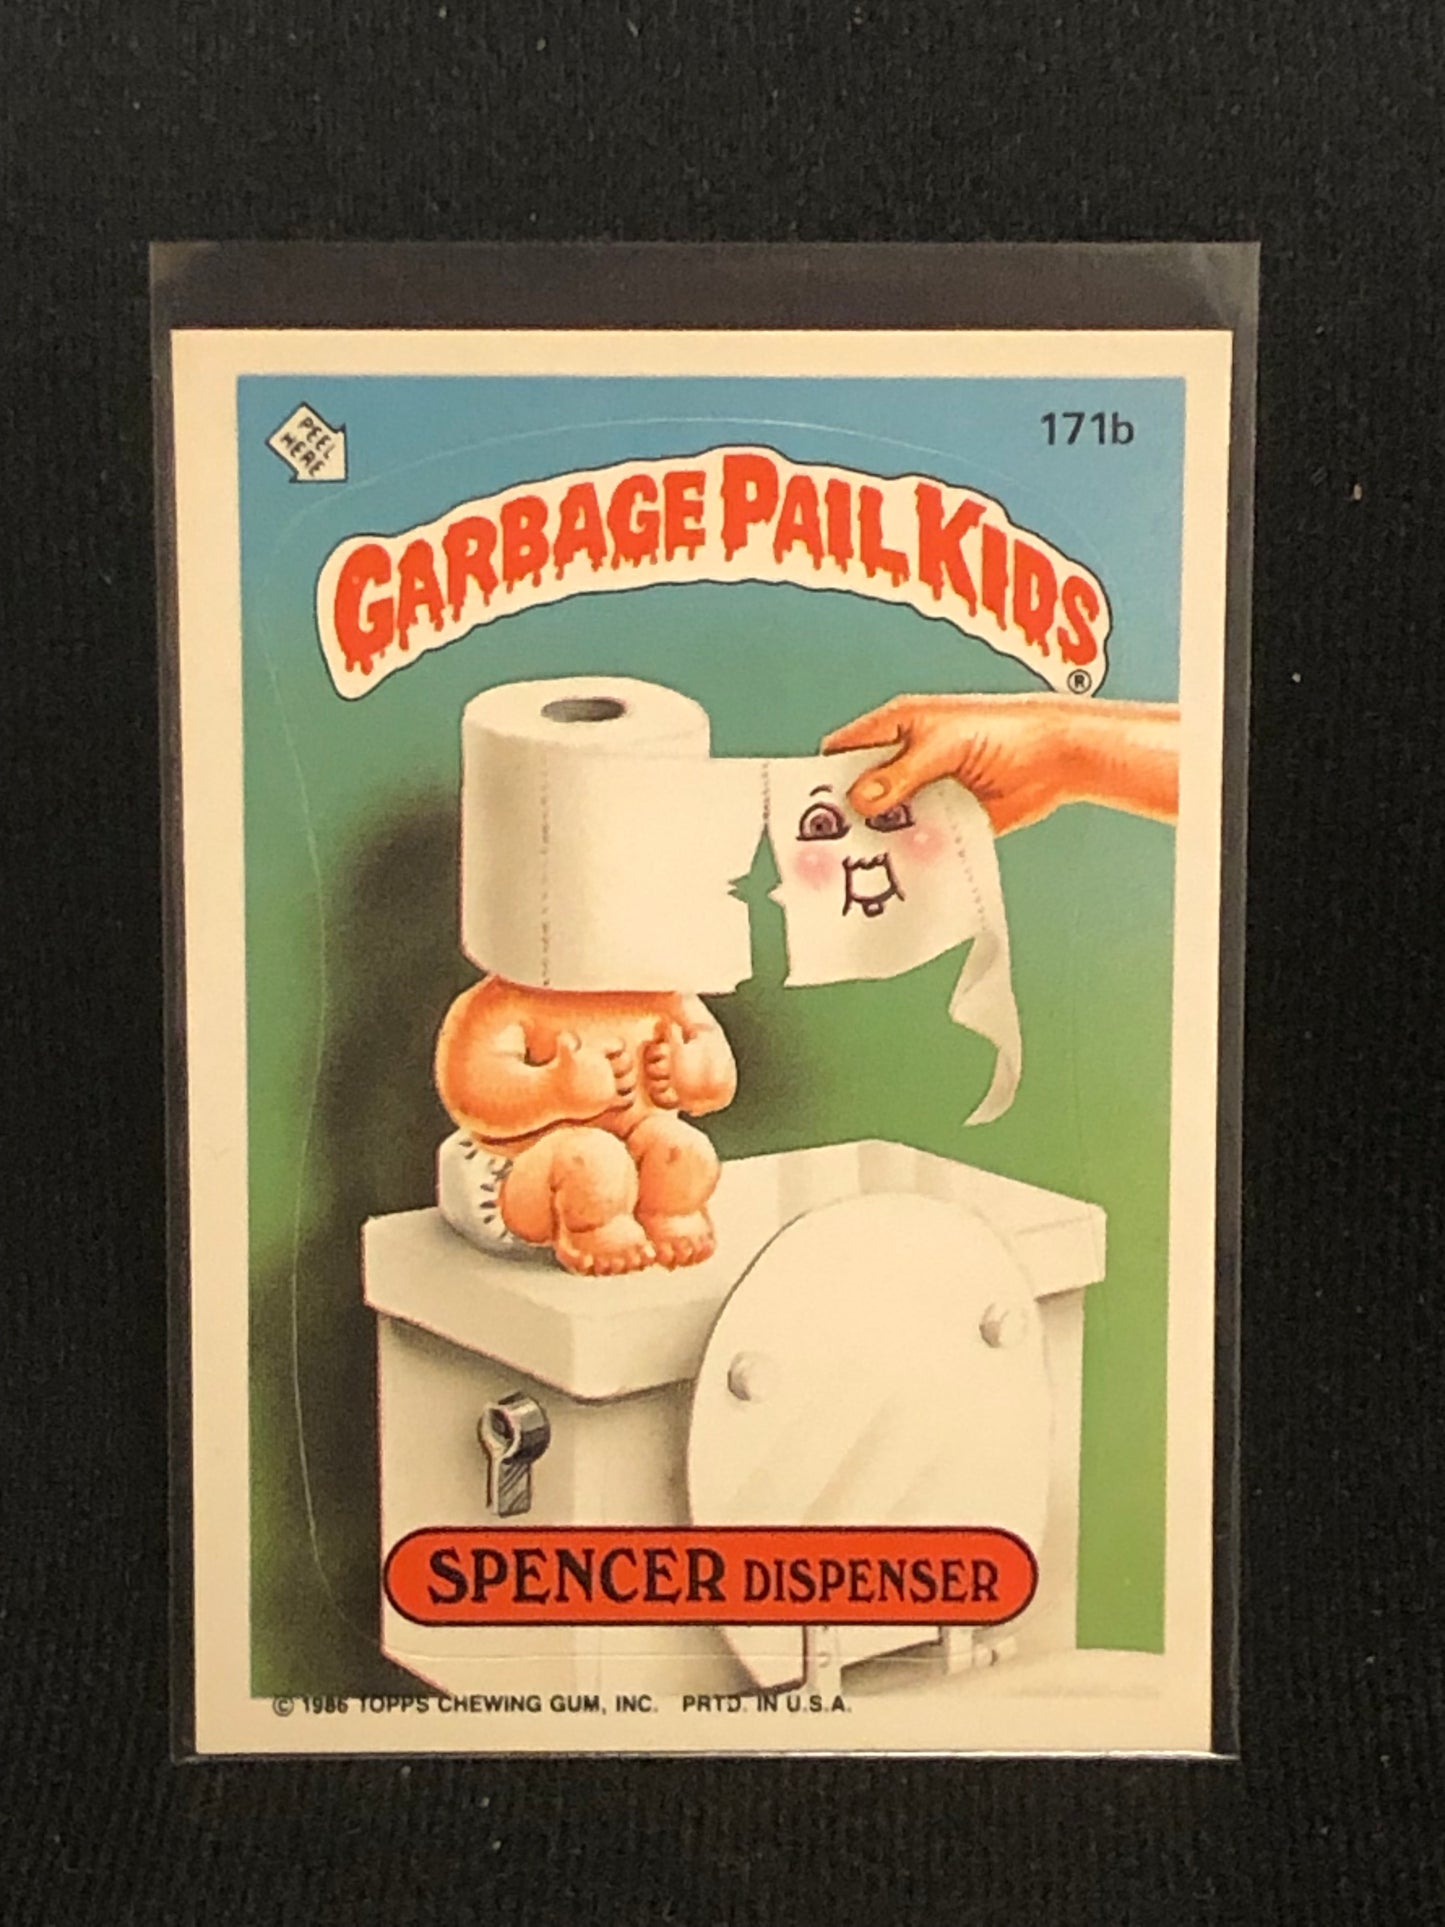 PEEL
HERE
171b
GARBAGE PAIL KIDS
®
SPENCER DISPENSER
© 1986 TOPPS CHEWING GUM, INC. PRTD. IN U.S.A.